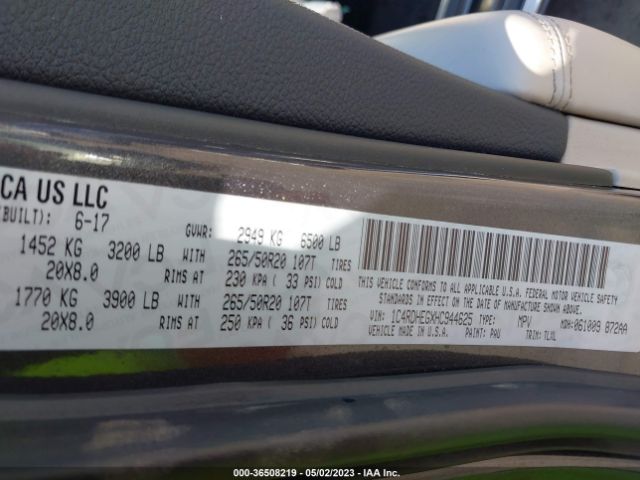 CA US LLC
(BUILT): 6-17 GVWR: 2949 KG 6500 LB
1452 KG 3200 LB WITH 265/50R20 107T TIRES
20X8.0 RIMS AT 230 KPA ( 33 PSI) COLD
1770 KG 3900 LB WITH 265/50R20 107T TIRES
20X8.0 RIMS AT 250 KPA ( 36 PSI) COLD
THIS VEHICLE CONFORMS TO ALL APPLICABLE U.S.A. FEDERAL MOTOR VEHICLE SAFETY
STANDARDS IN EFFECT ON THE DATE OF MANUFACTURE SHOWN ABOVE.
VIN: 1C4RDHEGXHC944625 TYPE: MPV MDH: 061009 872AA
VEHICLE MADE IN U.S.A. PAINT: PAU TRIM: TLXL
000-36508219 - 05/02/2023 - IAA Inc.